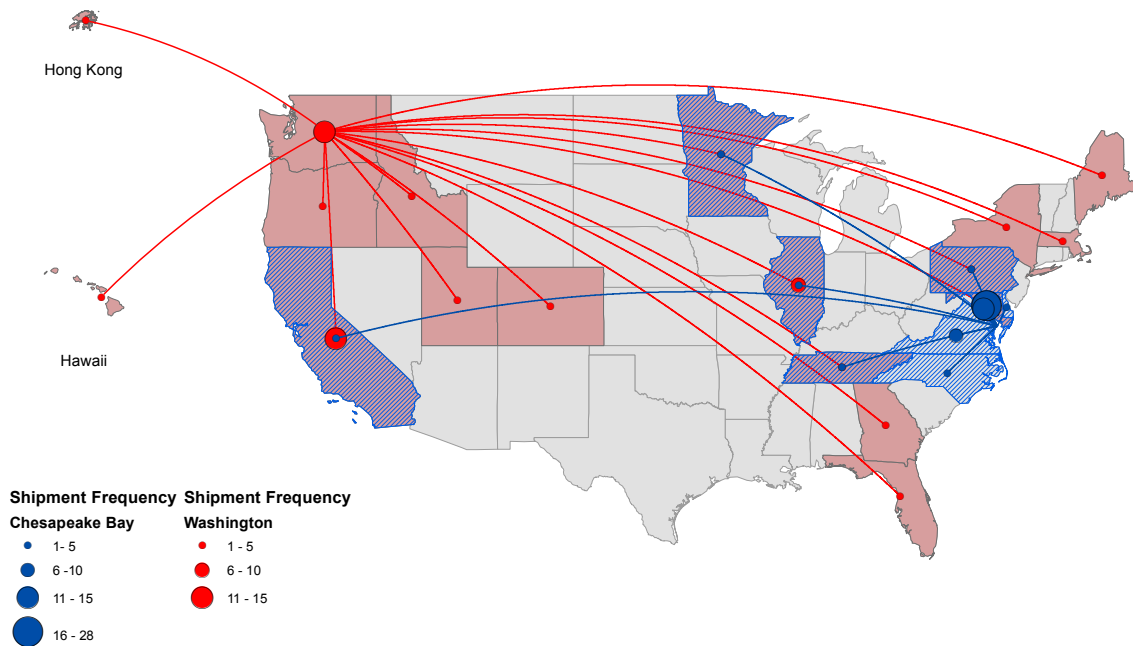 Hong Kong
Hawaii
Shipment Frequency Shipment Frequency
Chesapeake Bay Washington
1- 5 1 - 5
6 -10 6 - 10
11 - 15 11 - 15
16 - 28